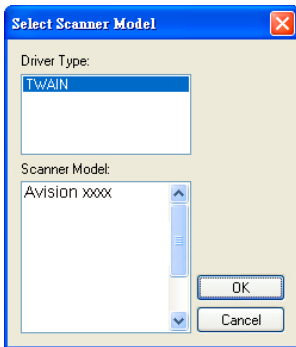 Select Scanner Model
Driver Type:
TWAIN
Scanner Model:
Avision xxxx
OK
Cancel